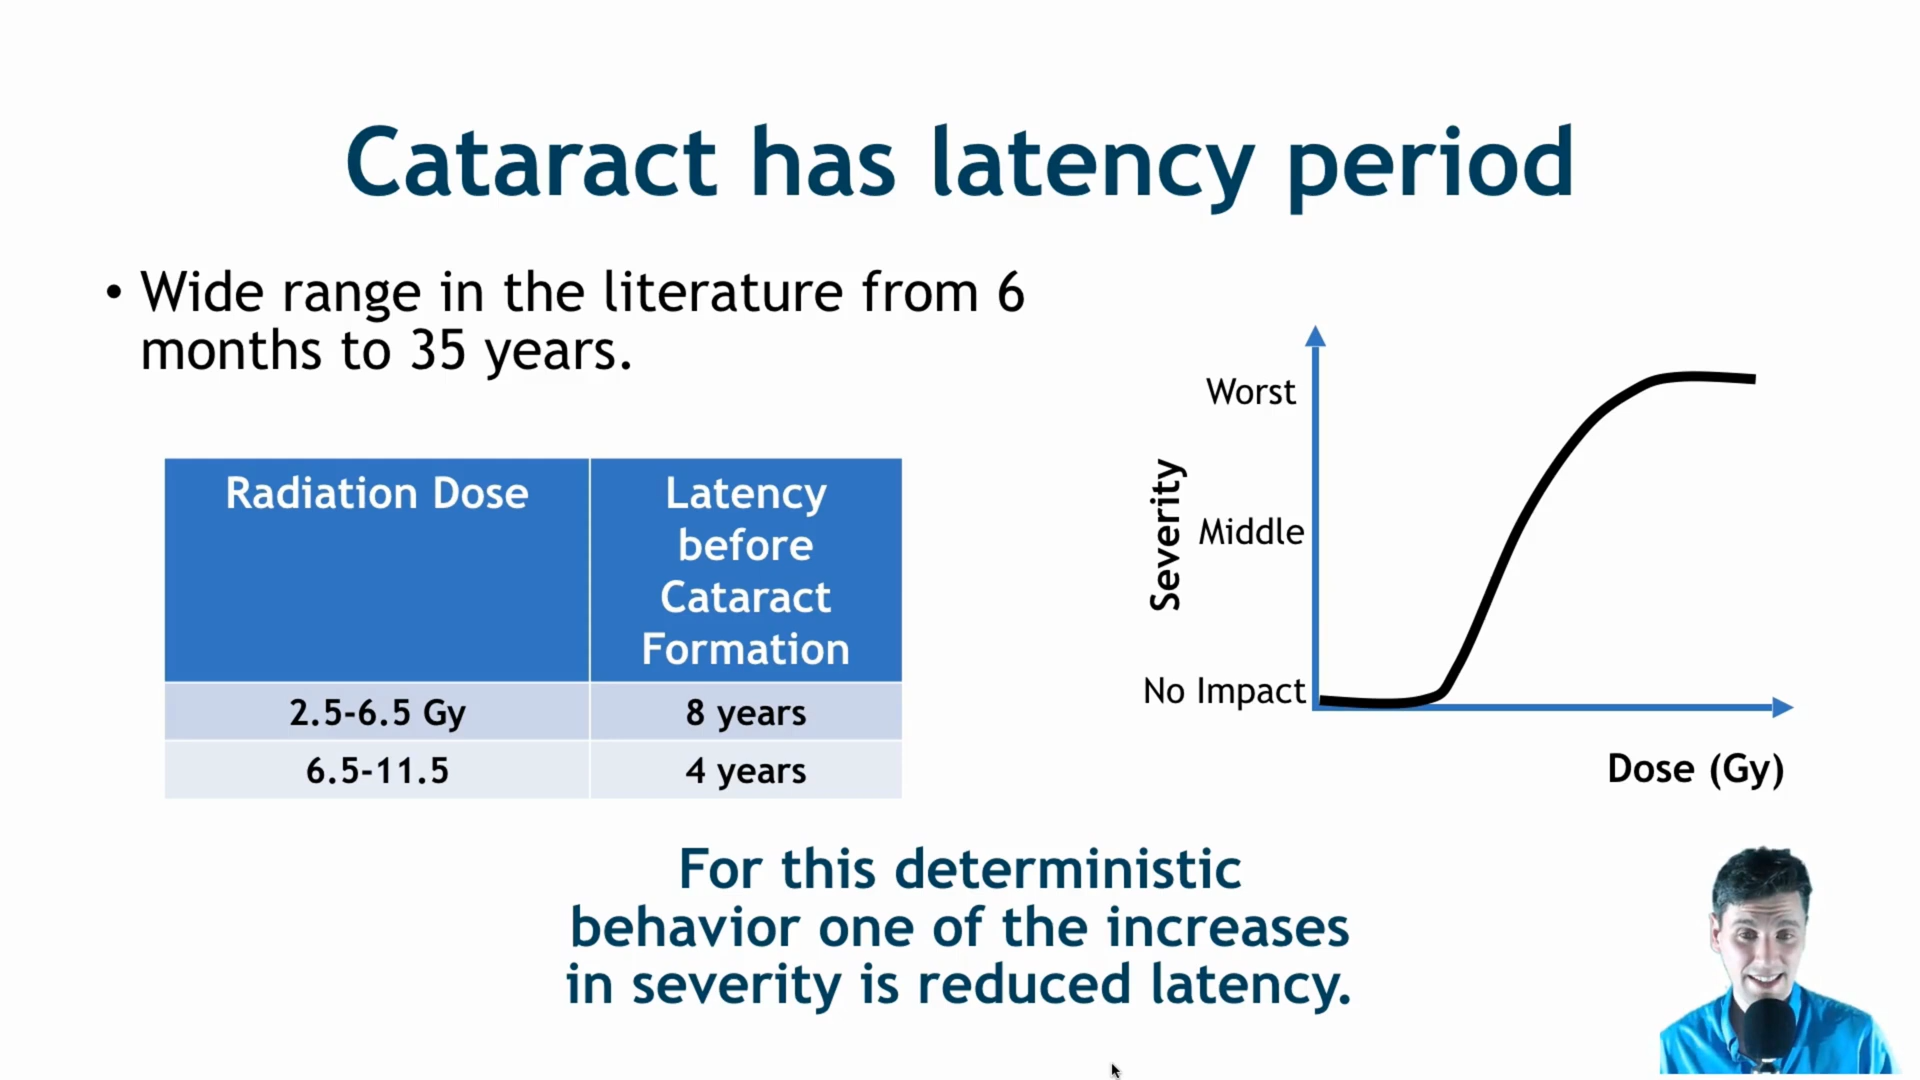 Cataract has latency period
• Wide range in the literature from 6
months to 35 years.
Radiation Dose
Latency
before
Cataract
Formation
2.5-6.5 Gy
8 years
6.5-11.5
4 years
Severity
Worst
Middle
No Impact
Dose (Gy)
For this deterministic
behavior one of the increases
in severity is reduced latency.